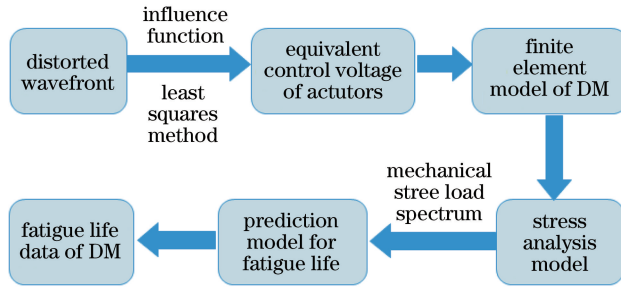 distorted
wavefront
influence
function
least
squares
method
equivalent
control voltage
of actutors
finite
element
model of DM
stress
analysis
model
mechanical
stree load
spectrum
prediction
model for
fatigue life
fatigue life
data of DM